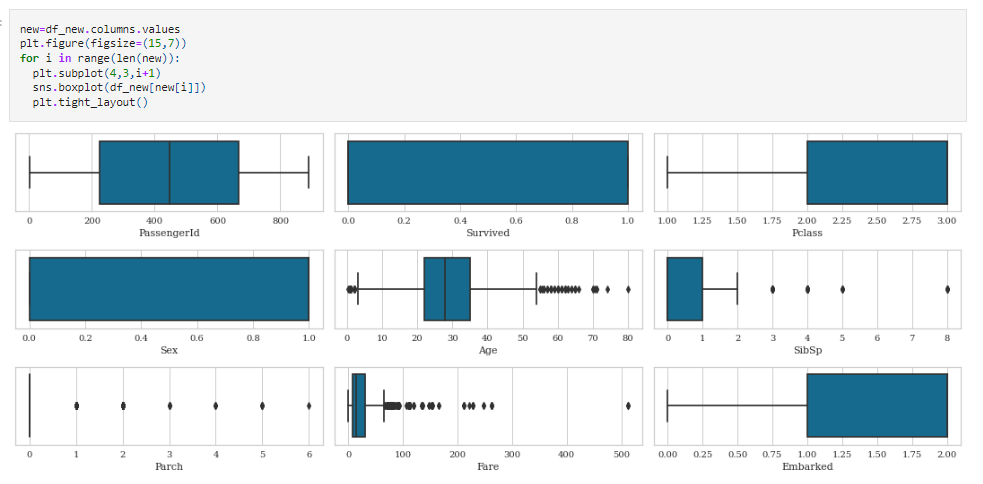 new=df_new.columns.values
plt.figure(figsize=(15,7))
for i in range(len(new)):
  plt.subplot(4,3,i+1)
  sns.boxplot(df_new[new[i]])
  plt.tight_layout()
0 200 400 600 800
PassengerId
0.0 0.2 0.4 0.6 0.8 1.0
Survived
1.00 1.25 1.50 1.75 2.00 2.25 2.50 2.75 3.00
Pclass
0.0 0.2 0.4 0.6 0.8 1.0
Sex
0 10 20 30 40 50 60 70 80
Age
0 1 2 3 4 5 6 7 8
SibSp
0 1 2 3 4 5 6
Parch
0 100 200 300 400 500
Fare
0.00 0.25 0.50 0.75 1.00 1.25 1.50 1.75 2.00
Embarked